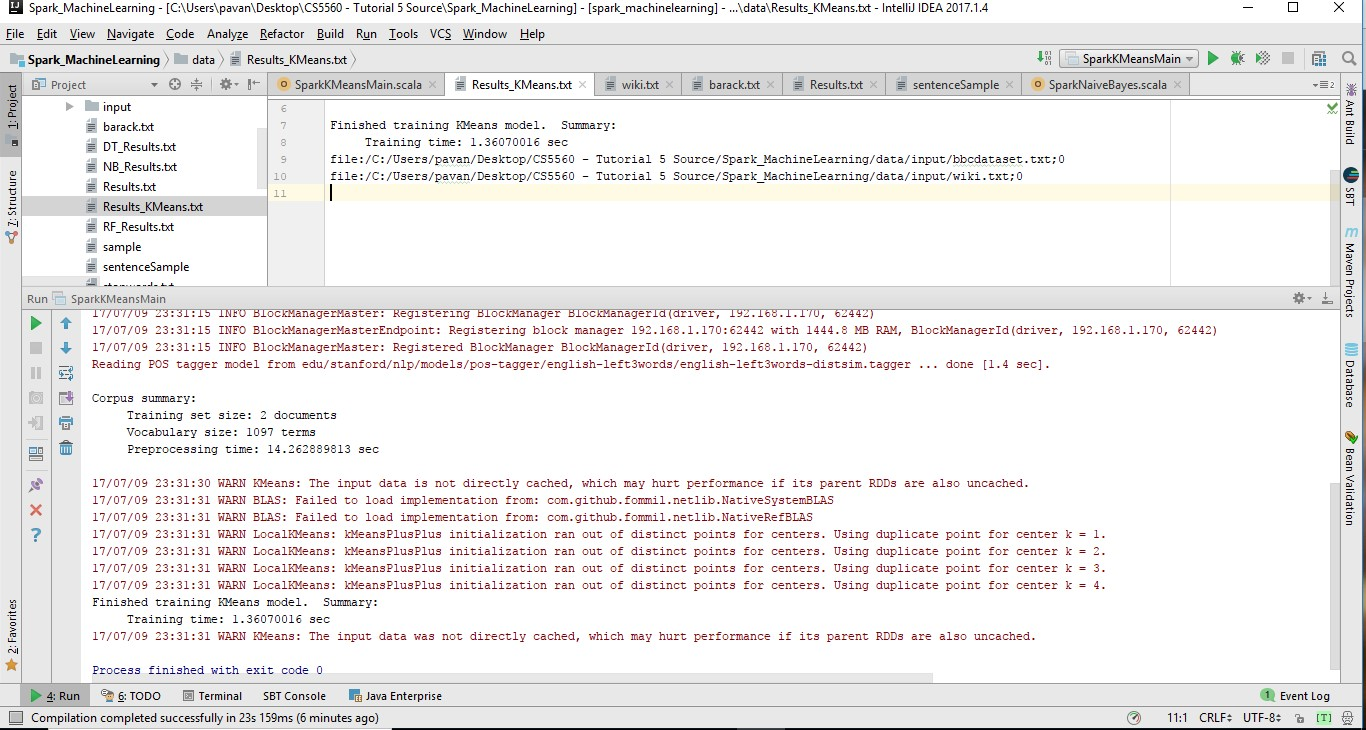 Spark_MachineLearning - [C:\Users\pavan\Desktop\CS5560 - Tutorial 5 Source\Spark_MachineLearning] - [spark_machinelearning] - ...\data\Results_KMeans.txt - IntelliJ IDEA 2017.1.4
File Edit View Navigate Code Analyze Refactor Build Run Tools VCS Window Help
Spark_MachineLearning data Results_KMeans.txt SparkKMeansMain
Project SparkKMeansMain.scala Results_KMeans.txt wiki.txt barack.txt Results.txt sentenceSample SparkNaiveBayes.scala
1: Project
7: Structure
2: Favorites
input
barack.txt
DT_Results.txt
NB_Results.txt
Results.txt
Results_KMeans.txt
RF_Results.txt
sample
sentenceSample
6
7 Finished training KMeans model.  Summary:
8 Training time: 1.36070016 sec
9 file:/C:/Users/pavan/Desktop/CS5560 - Tutorial 5 Source/Spark_MachineLearning/data/input/bbcdataset.txt;0
10 file:/C:/Users/pavan/Desktop/CS5560 - Tutorial 5 Source/Spark_MachineLearning/data/input/wiki.txt;0
11
Ant Build
SBT
Maven Projects
Database
Bean Validation
Run SparkKMeansMain
17/07/09 23:31:15 INFO BlockManagerMaster: Registering BlockManager BlockManagerId(driver, 192.168.1.170, 62442)
17/07/09 23:31:15 INFO BlockManagerMasterEndpoint: Registering block manager 192.168.1.170:62442 with 1444.8 MB RAM, BlockManagerId(driver, 192.168.1.170, 62442)
17/07/09 23:31:15 INFO BlockManagerMaster: Registered BlockManager BlockManagerId(driver, 192.168.1.170, 62442)
Reading POS tagger model from edu/stanford/nlp/models/pos-tagger/english-left3words/english-left3words-distsim.tagger ... done [1.4 sec].
Corpus summary:
Training set size: 2 documents
Vocabulary size: 1097 terms
Preprocessing time: 14.262889813 sec
17/07/09 23:31:30 WARN KMeans: The input data is not directly cached, which may hurt performance if its parent RDDs are also uncached.
17/07/09 23:31:31 WARN BLAS: Failed to load implementation from: com.github.fommil.netlib.NativeSystemBLAS
17/07/09 23:31:31 WARN BLAS: Failed to load implementation from: com.github.fommil.netlib.NativeRefBLAS
17/07/09 23:31:31 WARN LocalKMeans: kMeansPlusPlus initialization ran out of distinct points for centers. Using duplicate point for center k = 1.
17/07/09 23:31:31 WARN LocalKMeans: kMeansPlusPlus initialization ran out of distinct points for centers. Using duplicate point for center k = 2.
17/07/09 23:31:31 WARN LocalKMeans: kMeansPlusPlus initialization ran out of distinct points for centers. Using duplicate point for center k = 3.
17/07/09 23:31:31 WARN LocalKMeans: kMeansPlusPlus initialization ran out of distinct points for centers. Using duplicate point for center k = 4.
Finished training KMeans model.  Summary:
Training time: 1.36070016 sec
17/07/09 23:31:31 WARN KMeans: The input data was not directly cached, which may hurt performance if its parent RDDs are also uncached.
Process finished with exit code 0
4: Run 6: TODO Terminal SBT Console Java Enterprise 1 Event Log
Compilation completed successfully in 23s 159ms (6 minutes ago) 11:1 CRLF UTF-8 [T]